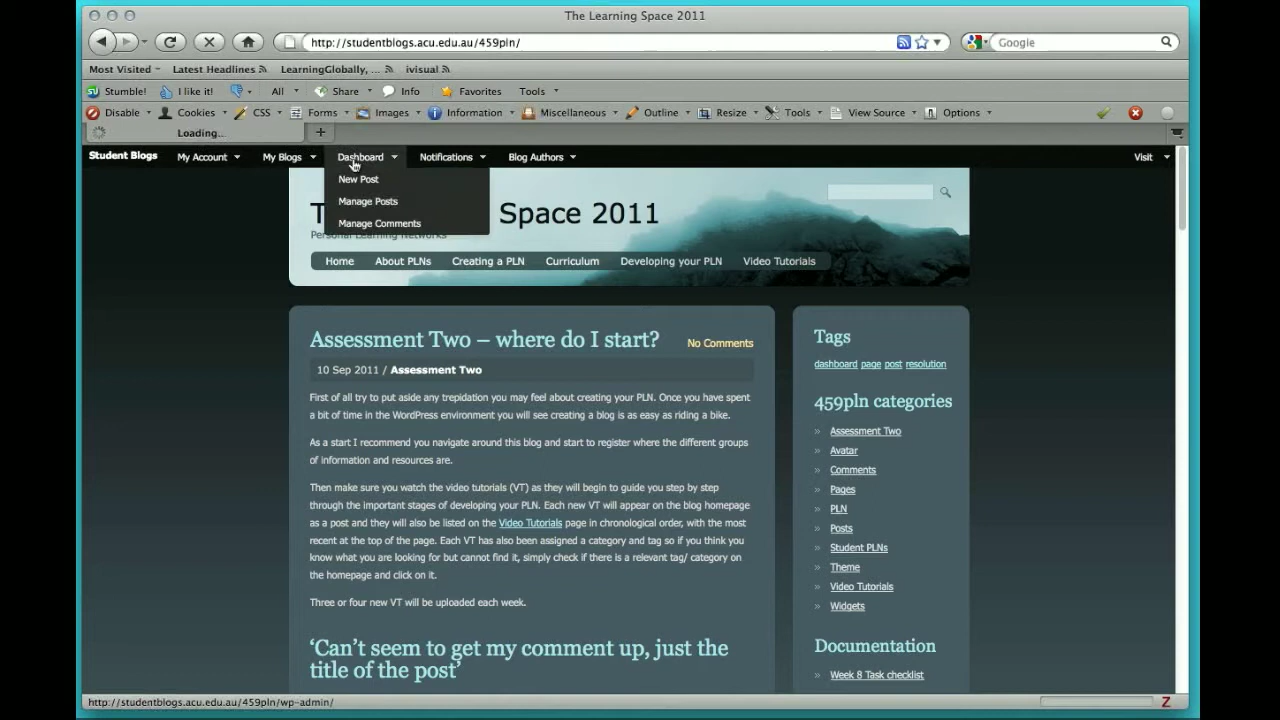 The Learning Space 2011
http://studentblogs.acu.edu.au/459pln/
Google
Most Visited
Latest Headlines
LearningGlobally, ...
ivisual
Stumble!
I like it!
All
Share
Info
Favorites
Tools
Disable
Cookies
CSS
Forms
Images
Information
Miscellaneous
Outline
Resize
Tools
View Source
Options
Loading...
Student Blogs
My Account
My Blogs
Dashboard
Notifications
Blog Authors
Visit
New Post
Manage Posts
Manage Comments
T Space 2011
Personal Learning Networks
Home
About PLNs
Creating a PLN
Curriculum
Developing your PLN
Video Tutorials
Assessment Two – where do I start?
No Comments
10 Sep 2011 / Assessment Two
First of all try to put aside any trepidation you may feel about creating your PLN. Once you have spent
a bit of time in the WordPress environment you will see creating a blog is as easy as riding a bike.
As a start I recommend you navigate around this blog and start to register where the different groups
of information and resources are.
Then make sure you watch the video tutorials (VT) as they will begin to guide you step by step
through the important stages of developing your PLN. Each new VT will appear on the blog homepage
as a post and they will also be listed on the Video Tutorials page in chronological order, with the most
recent at the top of the page. Each VT has also been assigned a category and tag so if you think you
know what you are looking for but cannot find it, simply check if there is a relevant tag/ category on
the homepage and click on it.
Three or four new VT will be uploaded each week.
‘Can’t seem to get my comment up, just the
title of the post’
Tags
dashboard page post resolution
459pln categories
» Assessment Two
» Avatar
» Comments
» Pages
» PLN
» Posts
» Student PLNs
» Theme
» Video Tutorials
» Widgets
Documentation
» Week 8 Task checklist
http://studentblogs.acu.edu.au/459pln/wp-admin/
Z